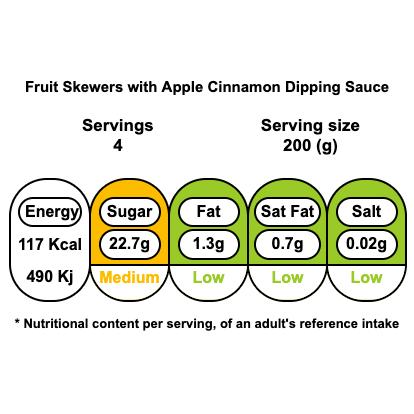 Fruit Skewers with Apple Cinnamon Dipping Sauce
Servings
4
Serving size
200 (g)
Energy Sugar Fat Sat Fat Salt
117 Kcal 22.7g 1.3g 0.7g 0.02g
490 Kj Medium Low Low Low
* Nutritional content per serving, of an adult's reference intake